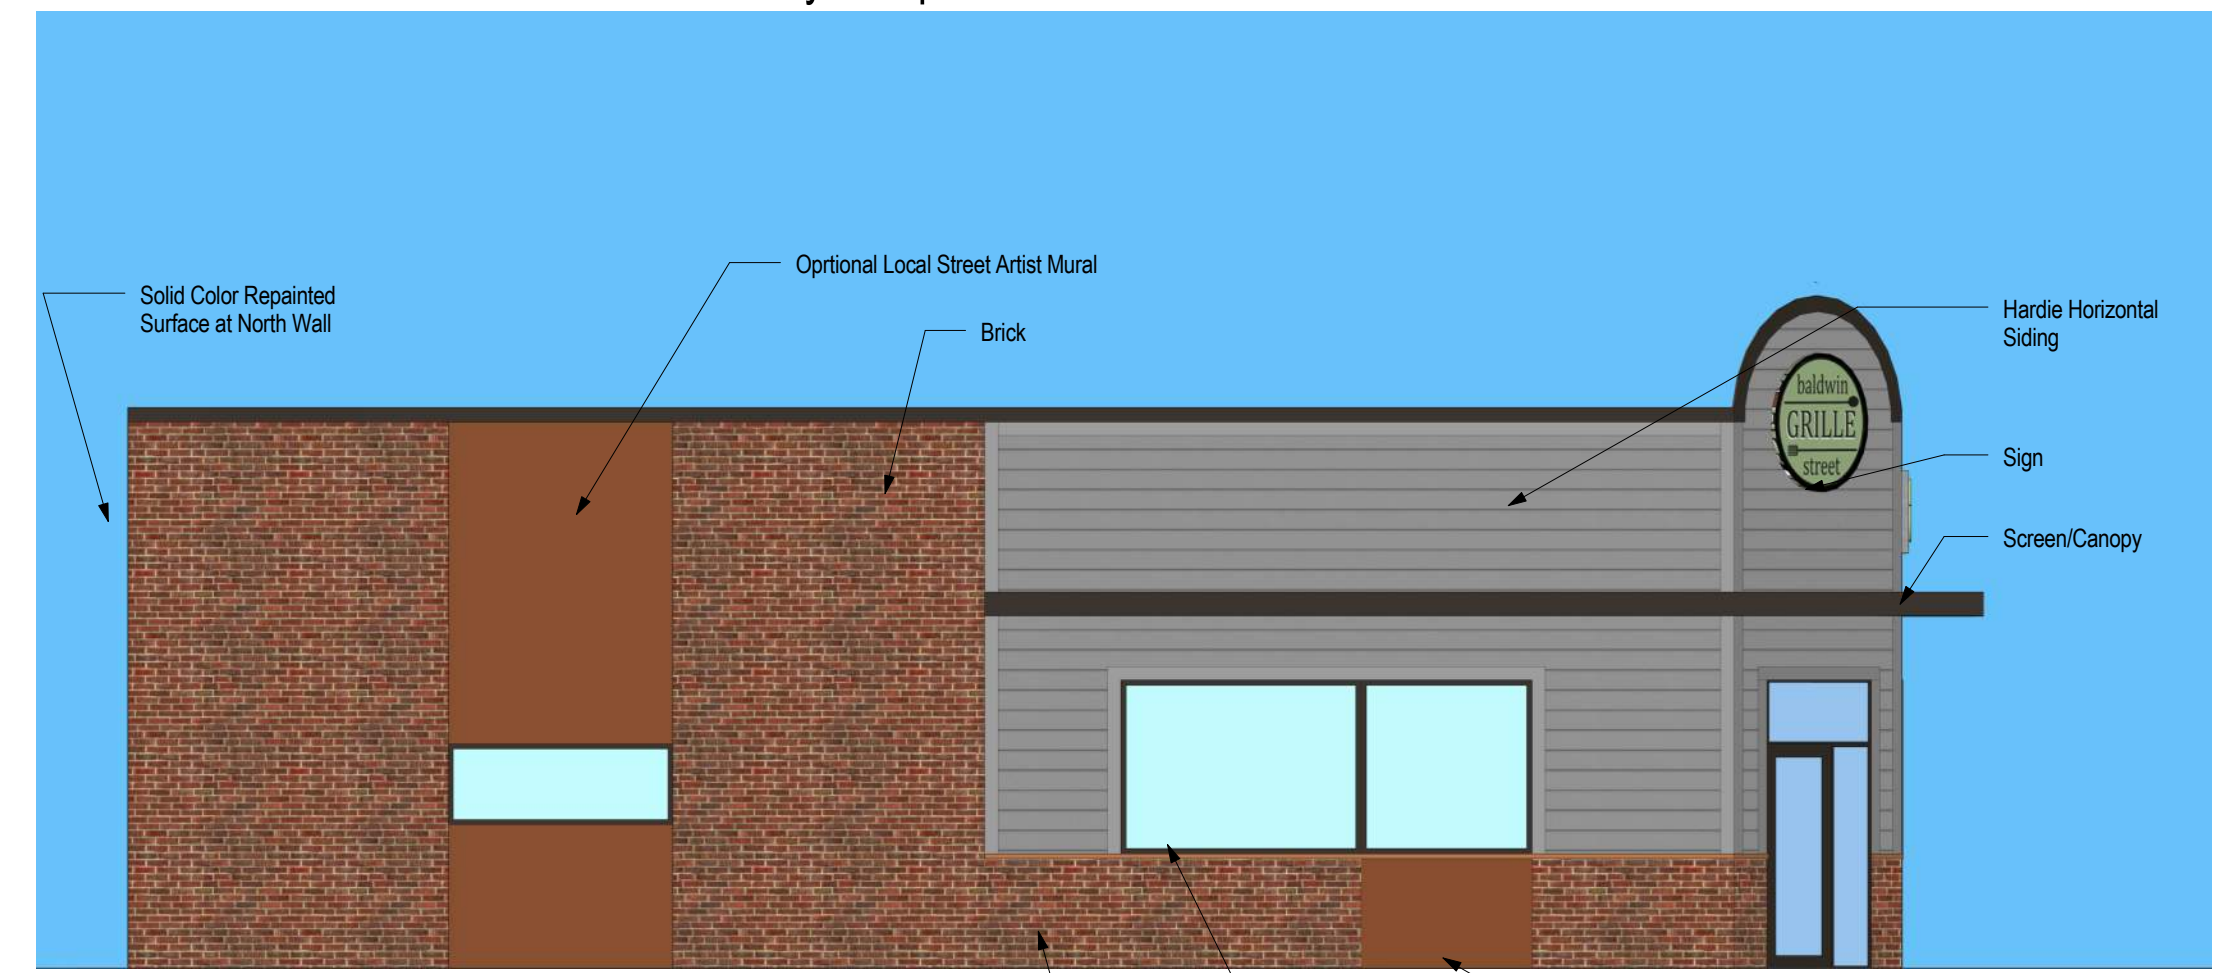 Oprtional Local Street Artist Mural
Solid Color Repainted
Surface at North Wall
Brick
Hardie Horizontal
Siding
baldwin
GRILLE
street
Sign
Screen/Canopy